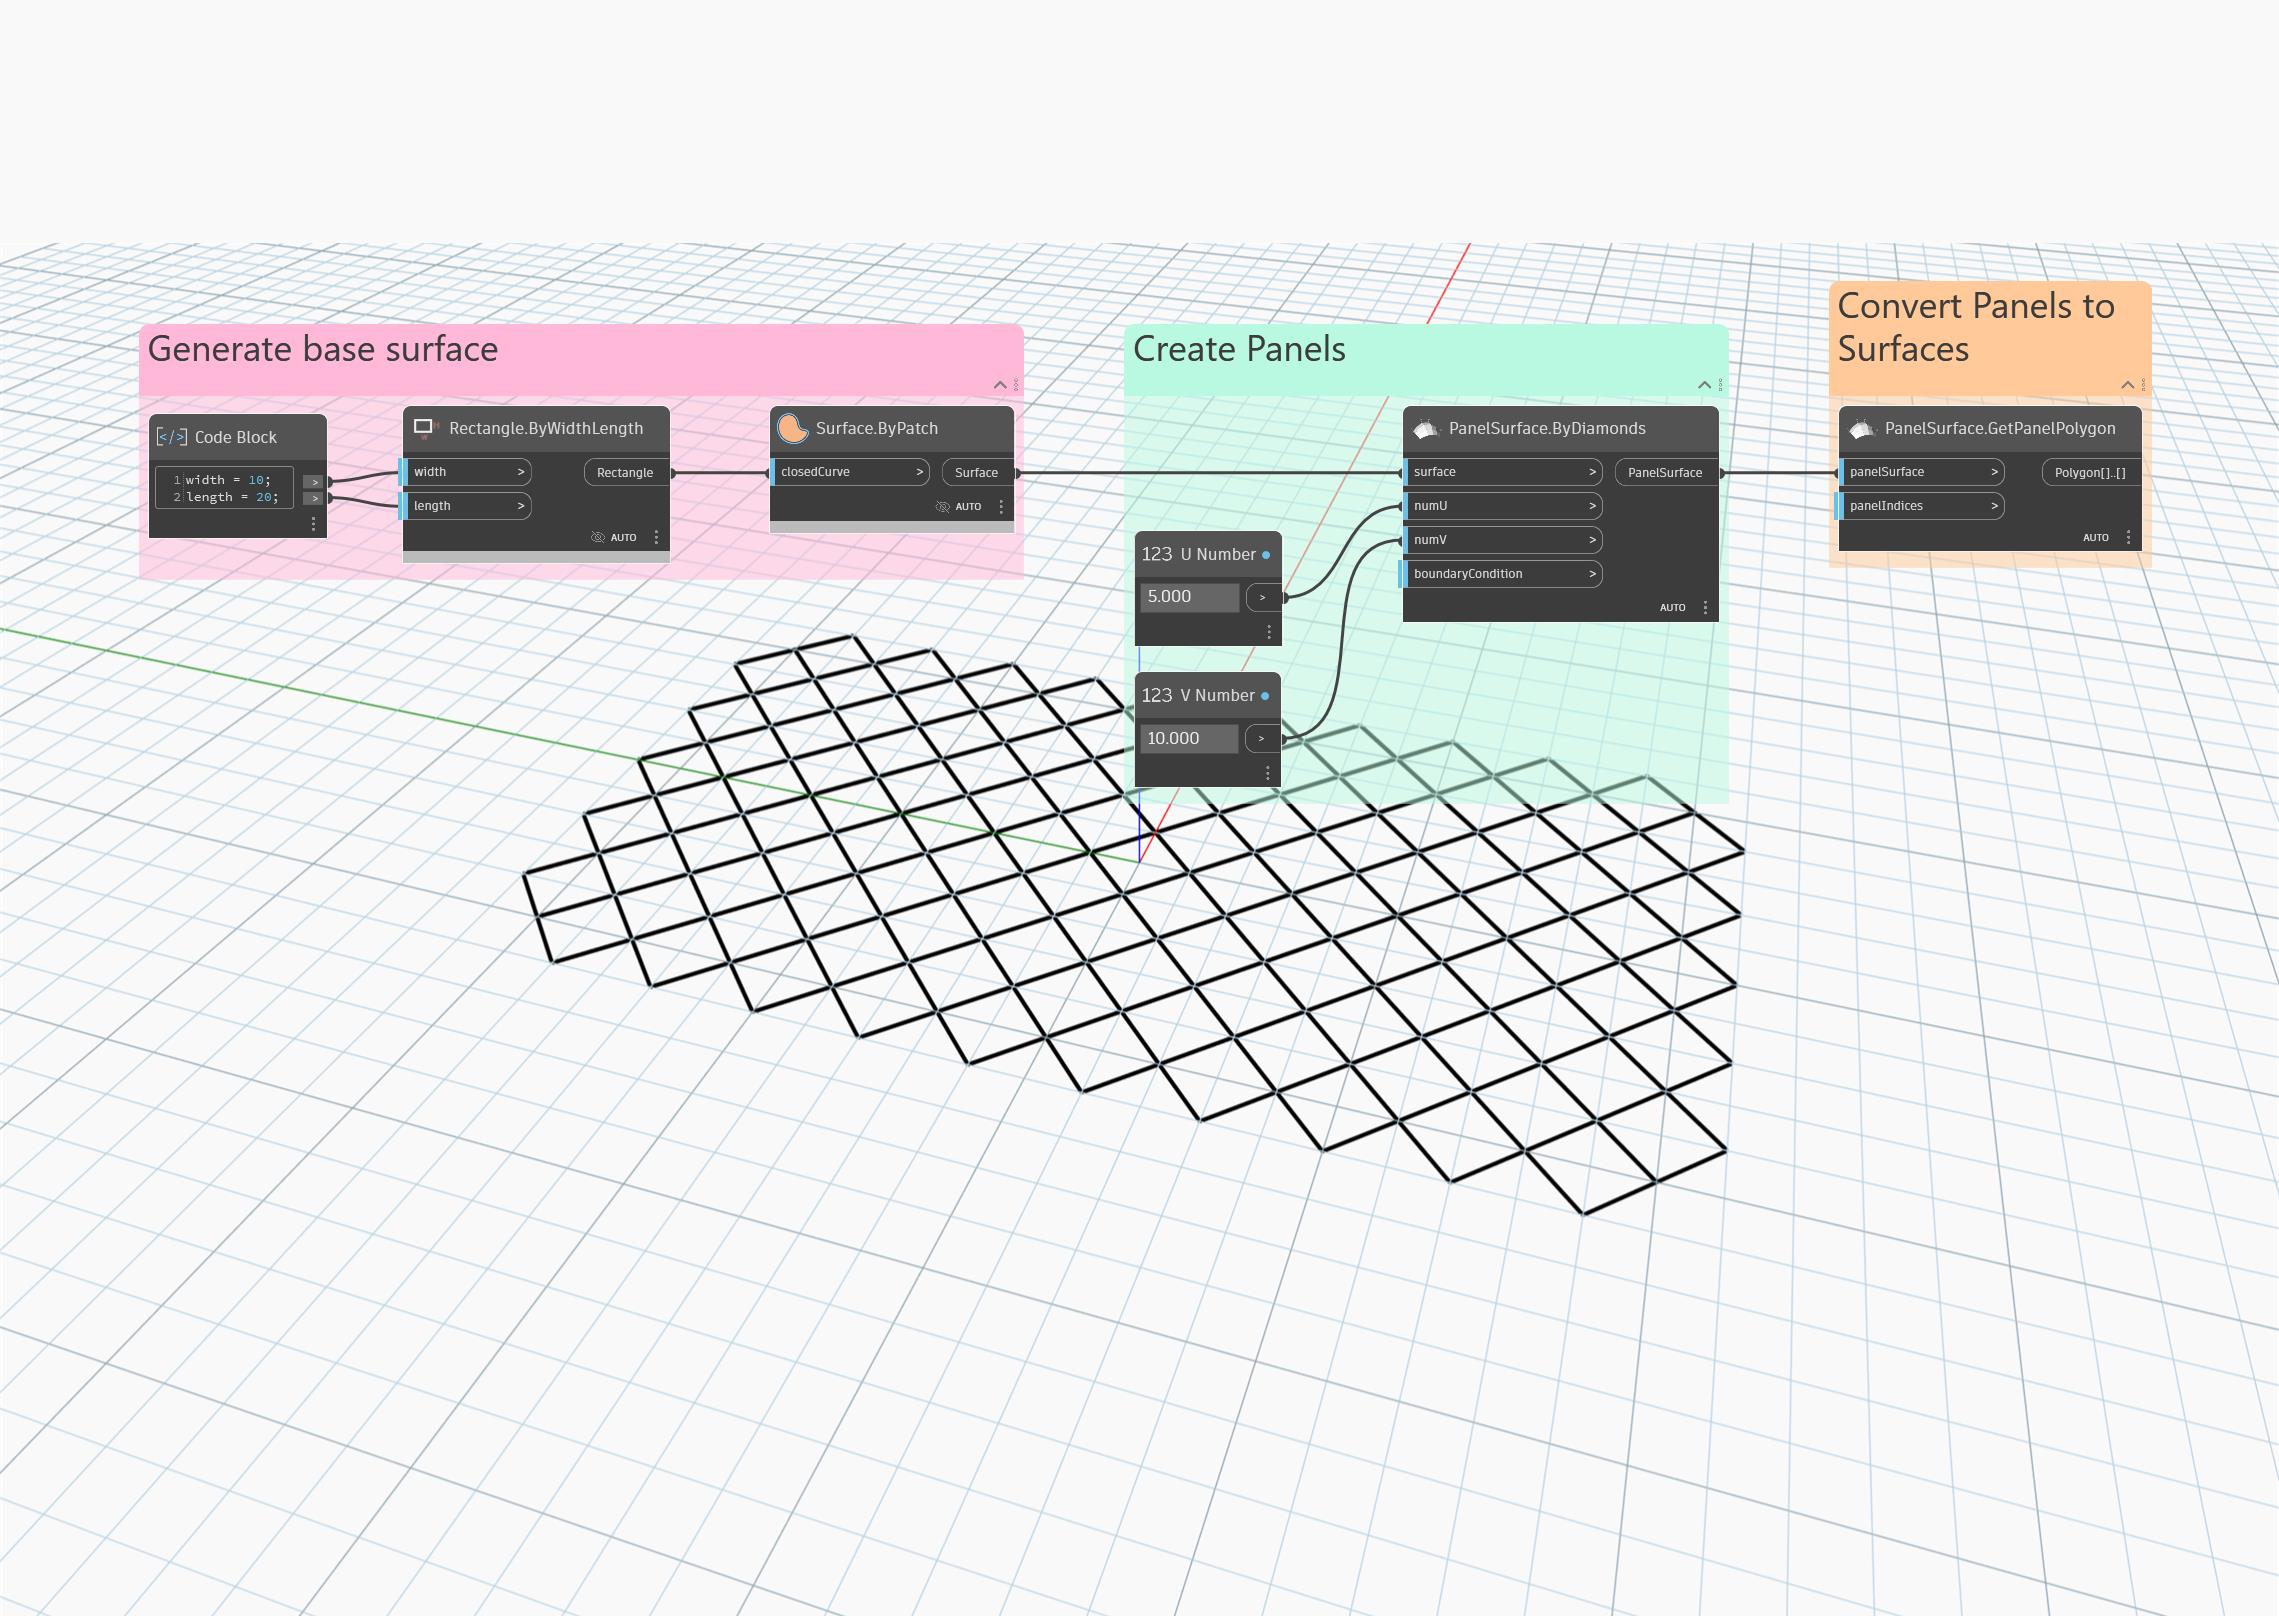 Generate base surface
Code Block
1 width = 10; >
2 length = 20; >
Rectangle.ByWidthLength
width > Rectangle
length >
AUTO
Surface.ByPatch
closedCurve > Surface
AUTO
Create Panels
123 U Number
5.000 >
123 V Number
10.000 >
PanelSurface.ByDiamonds
surface > PanelSurface
numU >
numV >
boundaryCondition >
AUTO
Convert Panels to
Surfaces
PanelSurface.GetPanelPolygon
panelSurface > Polygon[]..[]
panelIndices >
AUTO